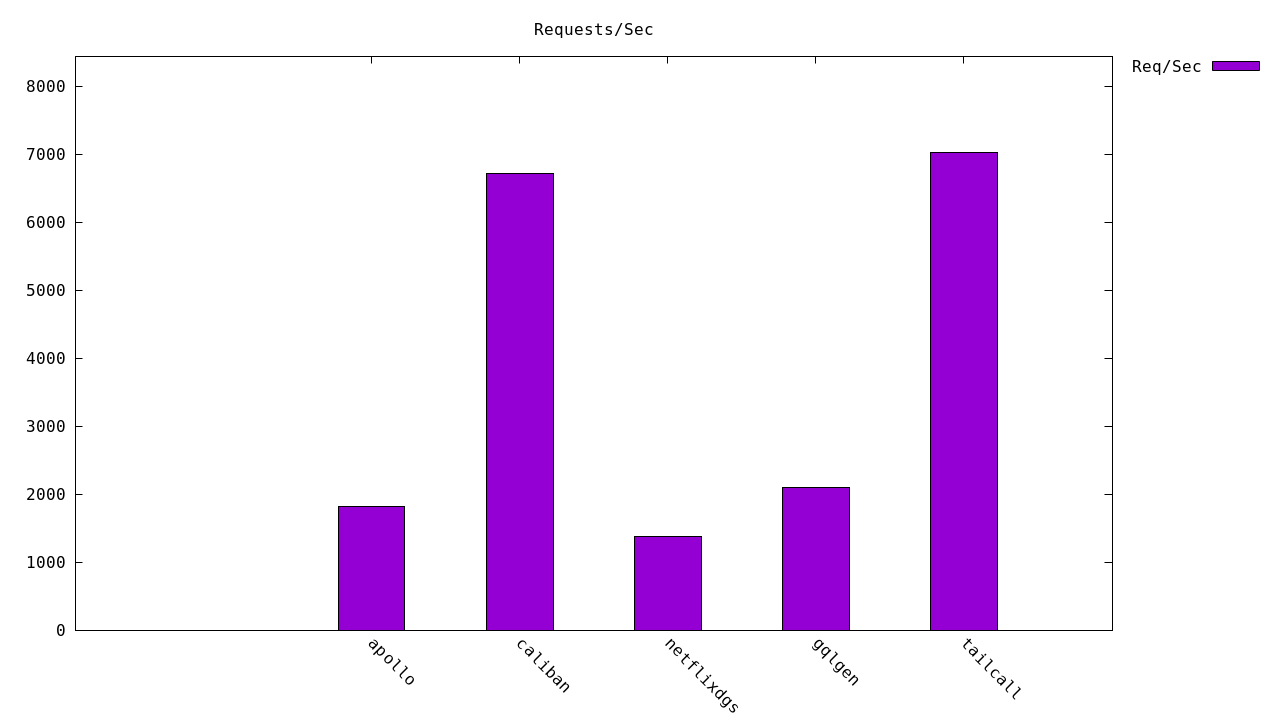 Requests/Sec
Req/Sec
8000
7000
6000
5000
4000
3000
2000
1000
0
apollo
caliban
netflixdgs
gqlgen
tailcall